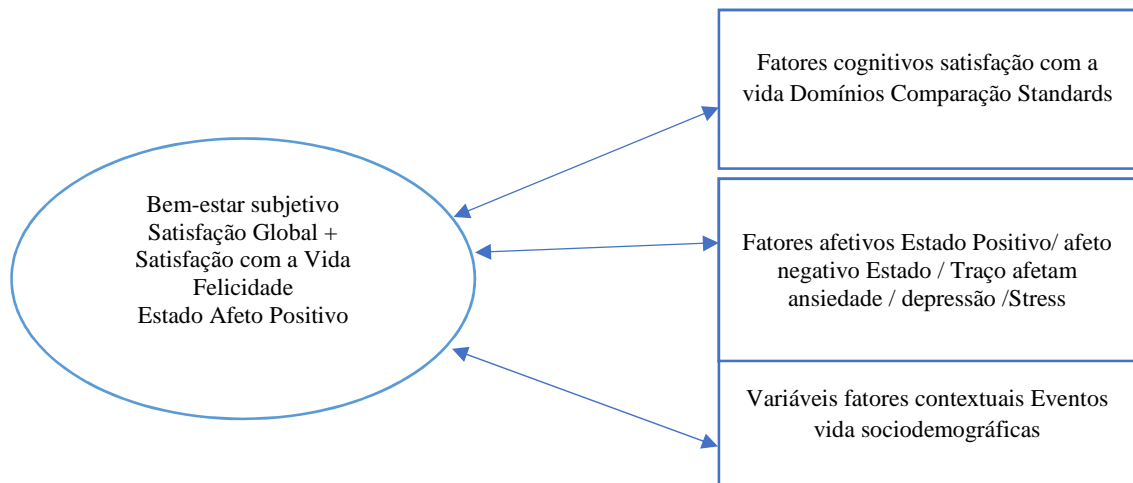 Bem-estar subjetivo
Satisfação Global +
Satisfação com a Vida
Felicidade
Estado Afeto Positivo
Fatores cognitivos satisfação com a
vida Domínios Comparação Standards
Fatores afetivos Estado Positivo/ afeto
negativo Estado / Traço afetam
ansiedade / depressão /Stress
Variáveis fatores contextuais Eventos
vida sociodemográficas